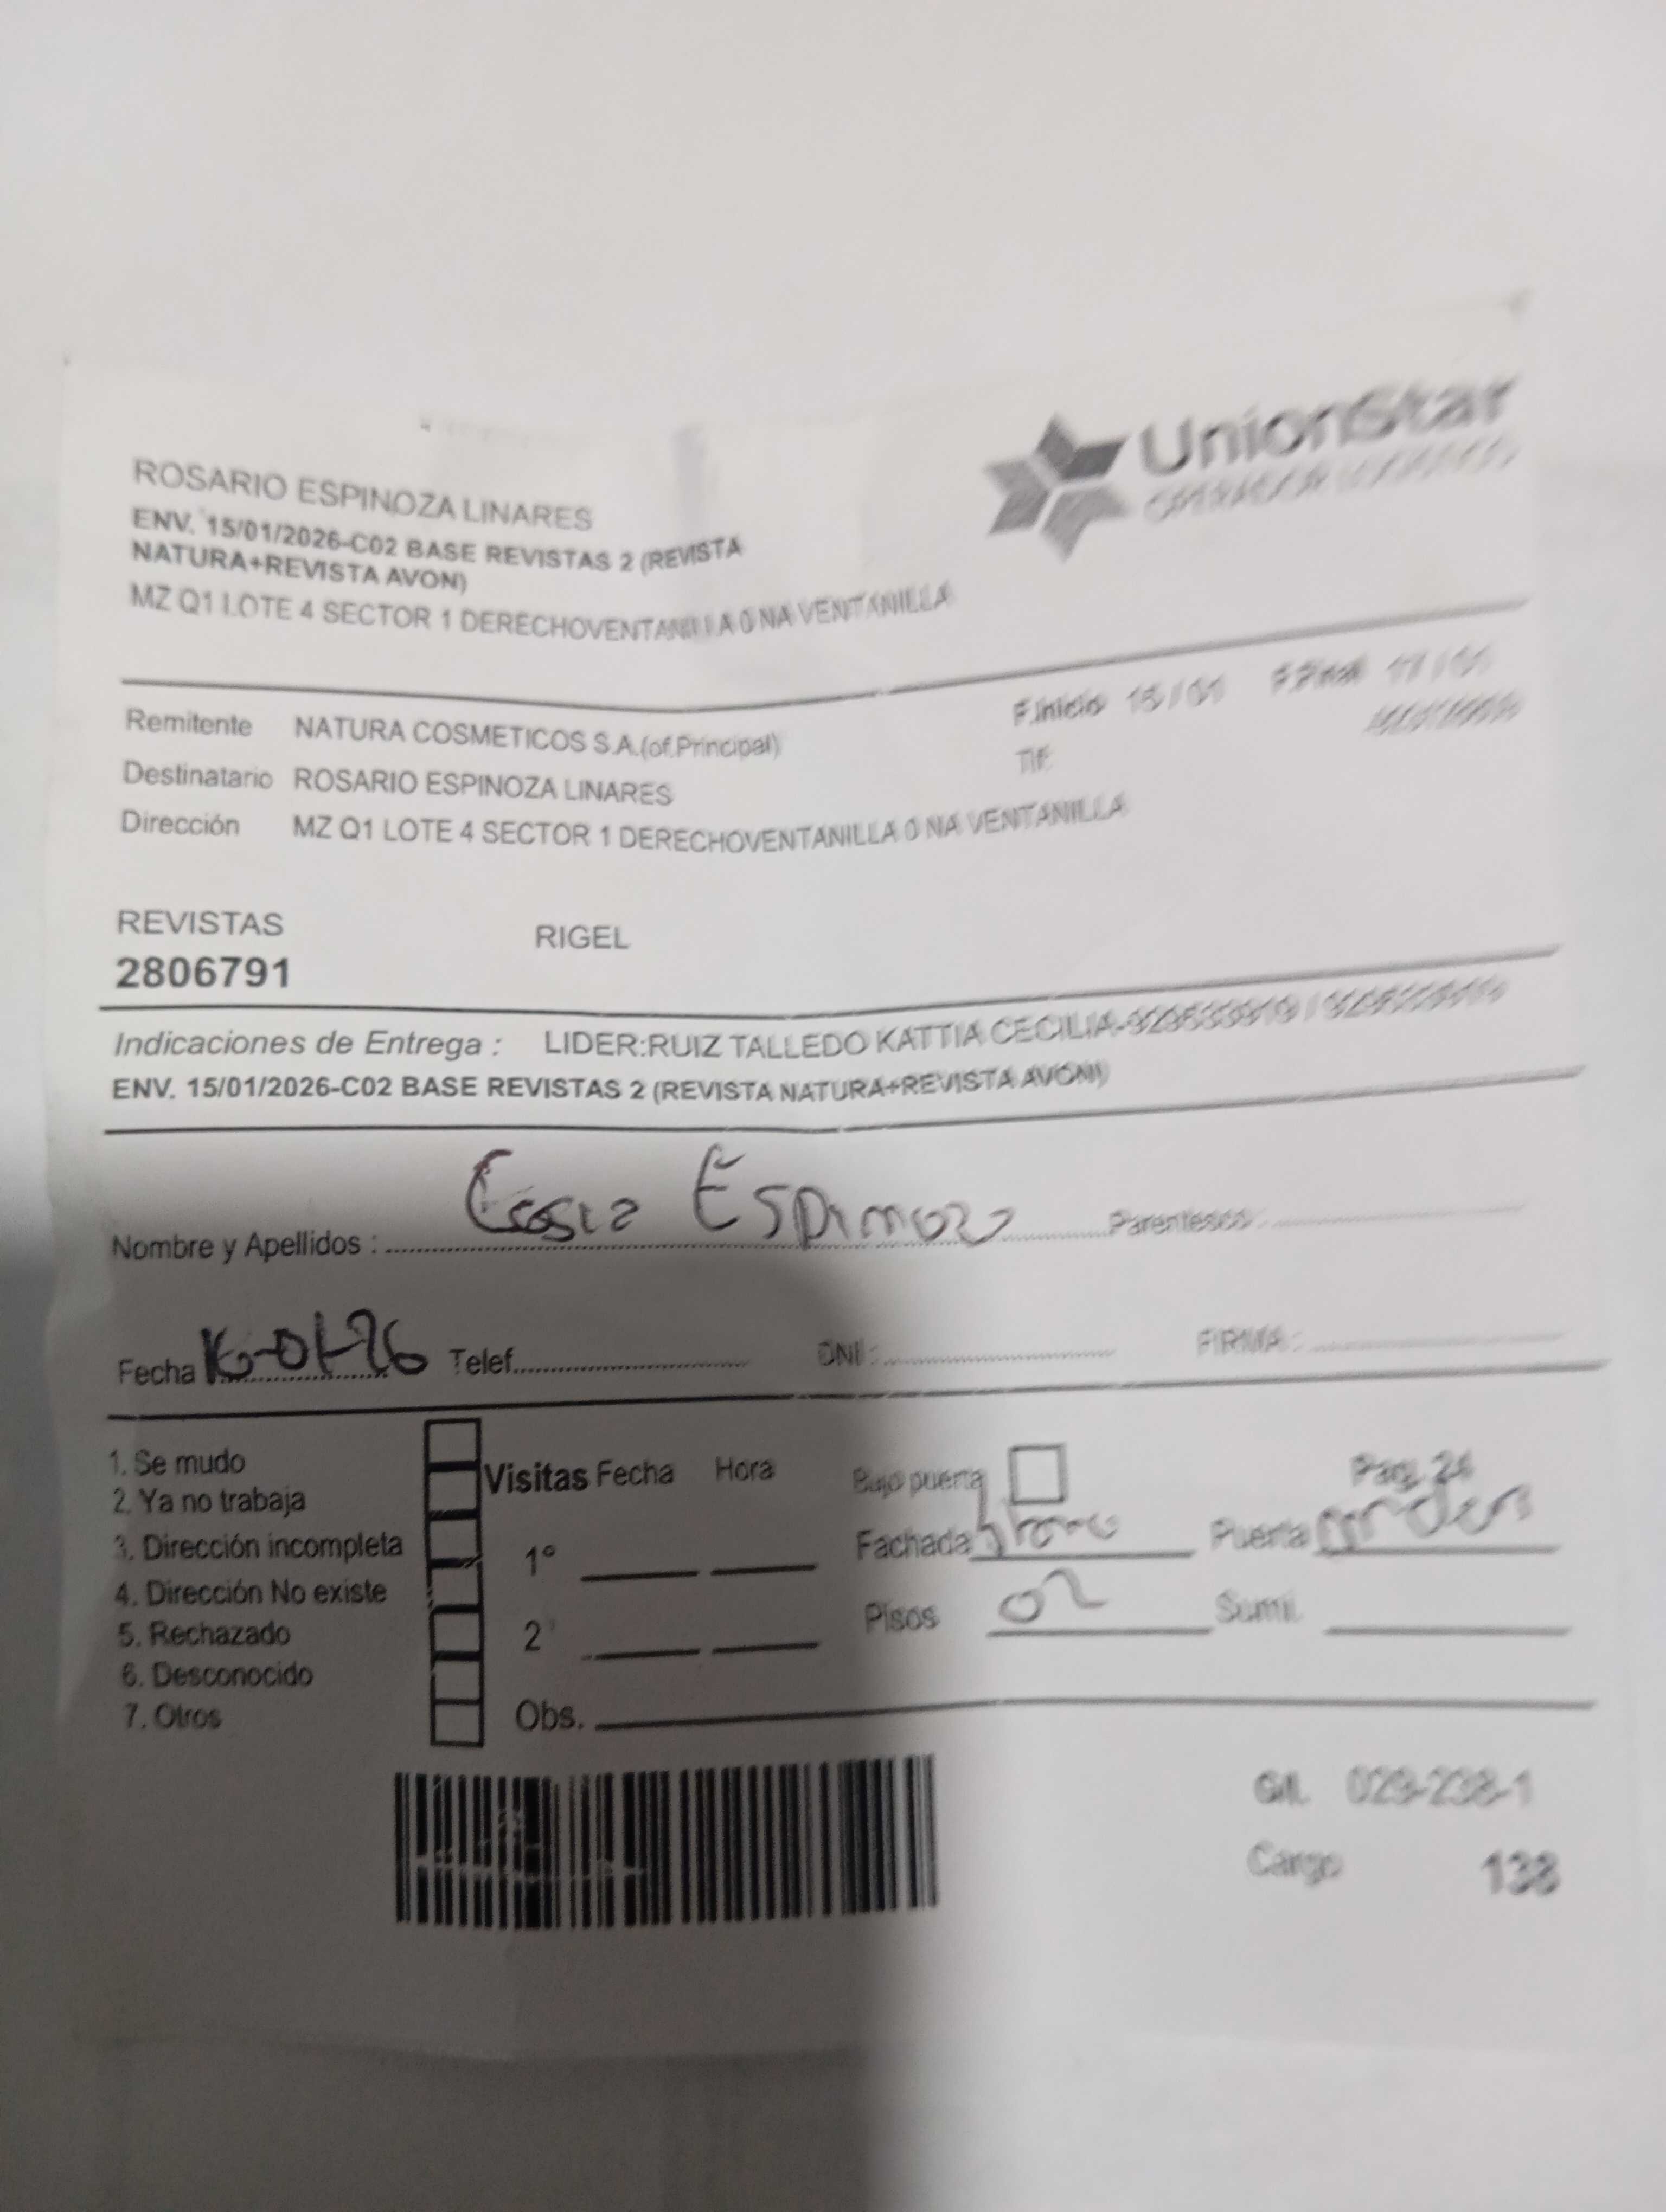 UnionStar
ROSARIO ESPINOZA LINARES
ENV. 15/01/2026-C02 BASE REVISTAS 2 (REVISTA
NATURA+REVISTA AVON)
MZ Q1 LOTE 4 SECTOR 1 DERECHOVENTANILLA 0 NA VENTANILLA
F.Inicio 15/01
Remitente NATURA COSMETICOS S.A.(of.Principal)
Tlf:
Destinatario ROSARIO ESPINOZA LINARES
Dirección MZ Q1 LOTE 4 SECTOR 1 DERECHOVENTANILLA 0 NA VENTANILLA
REVISTAS RIGEL
2806791
Indicaciones de Entrega : LIDER:RUIZ TALLEDO KATTIA CECILIA
ENV. 15/01/2026-C02 BASE REVISTAS 2 (REVISTA NATURA+REVISTA AVON)
Nombre y Apellidos : Espinoza Parentesco:
Fecha 16-01-26 Telef. DNI : FIRMA :
1. Se mudo
2. Ya no trabaja
3. Dirección incompleta
4. Dirección No existe
5. Rechazado
6. Desconocido
7. Otros
Visitas Fecha Hora
1°
2°
Obs.
Bajo puerta
Fachada
Puerta
Pisos 02 Sumi.
029-238-1
Cargo 138